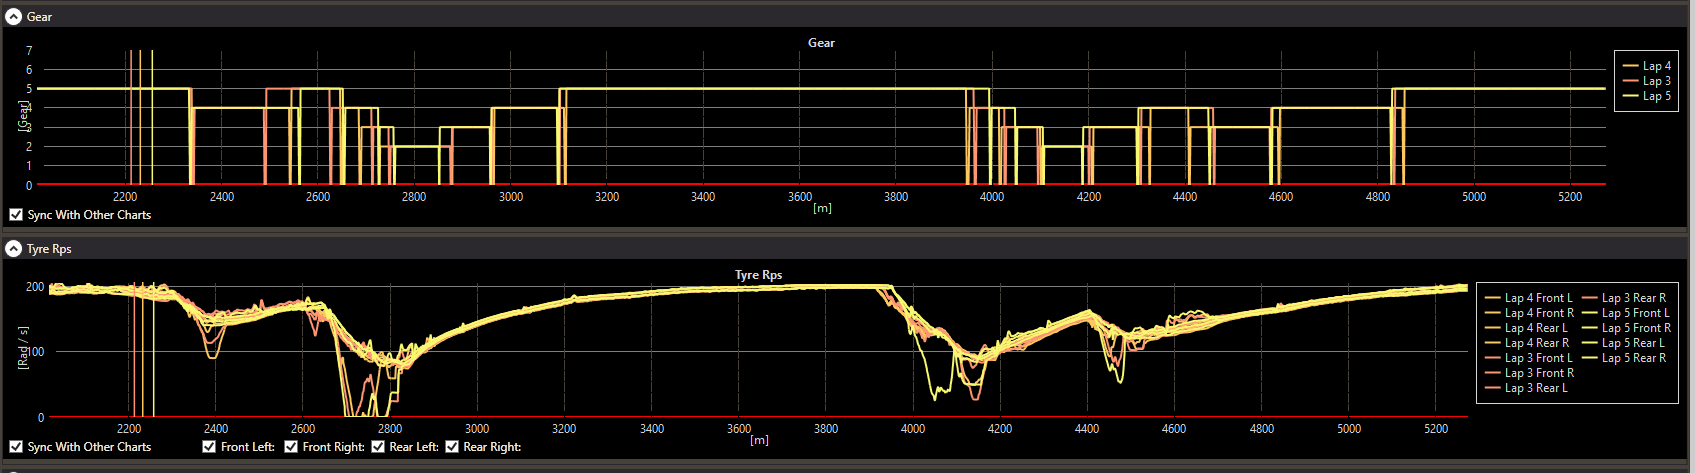 Gear
Gear
7
6
5
4
3
2
1
0
[Gear]
2200 2400 2600 2800 3000 3200 3400 3600 3800 4000 4200 4400 4600 4800 5000 5200
[m]
Lap 4
Lap 3
Lap 5
Sync With Other Charts
Tyre Rps
Tyre Rps
200
100
0
[Rad / s]
2200 2400 2600 2800 3000 3200 3400 3600 3800 4000 4200 4400 4600 4800 5000 5200
[m]
Lap 4 Front L Lap 3 Rear R
Lap 4 Front R Lap 5 Front L
Lap 4 Rear L Lap 5 Front R
Lap 4 Rear R Lap 5 Rear L
Lap 3 Front L Lap 5 Rear R
Lap 3 Front R
Lap 3 Rear L
Sync With Other Charts Front Left: Front Right: Rear Left: Rear Right: